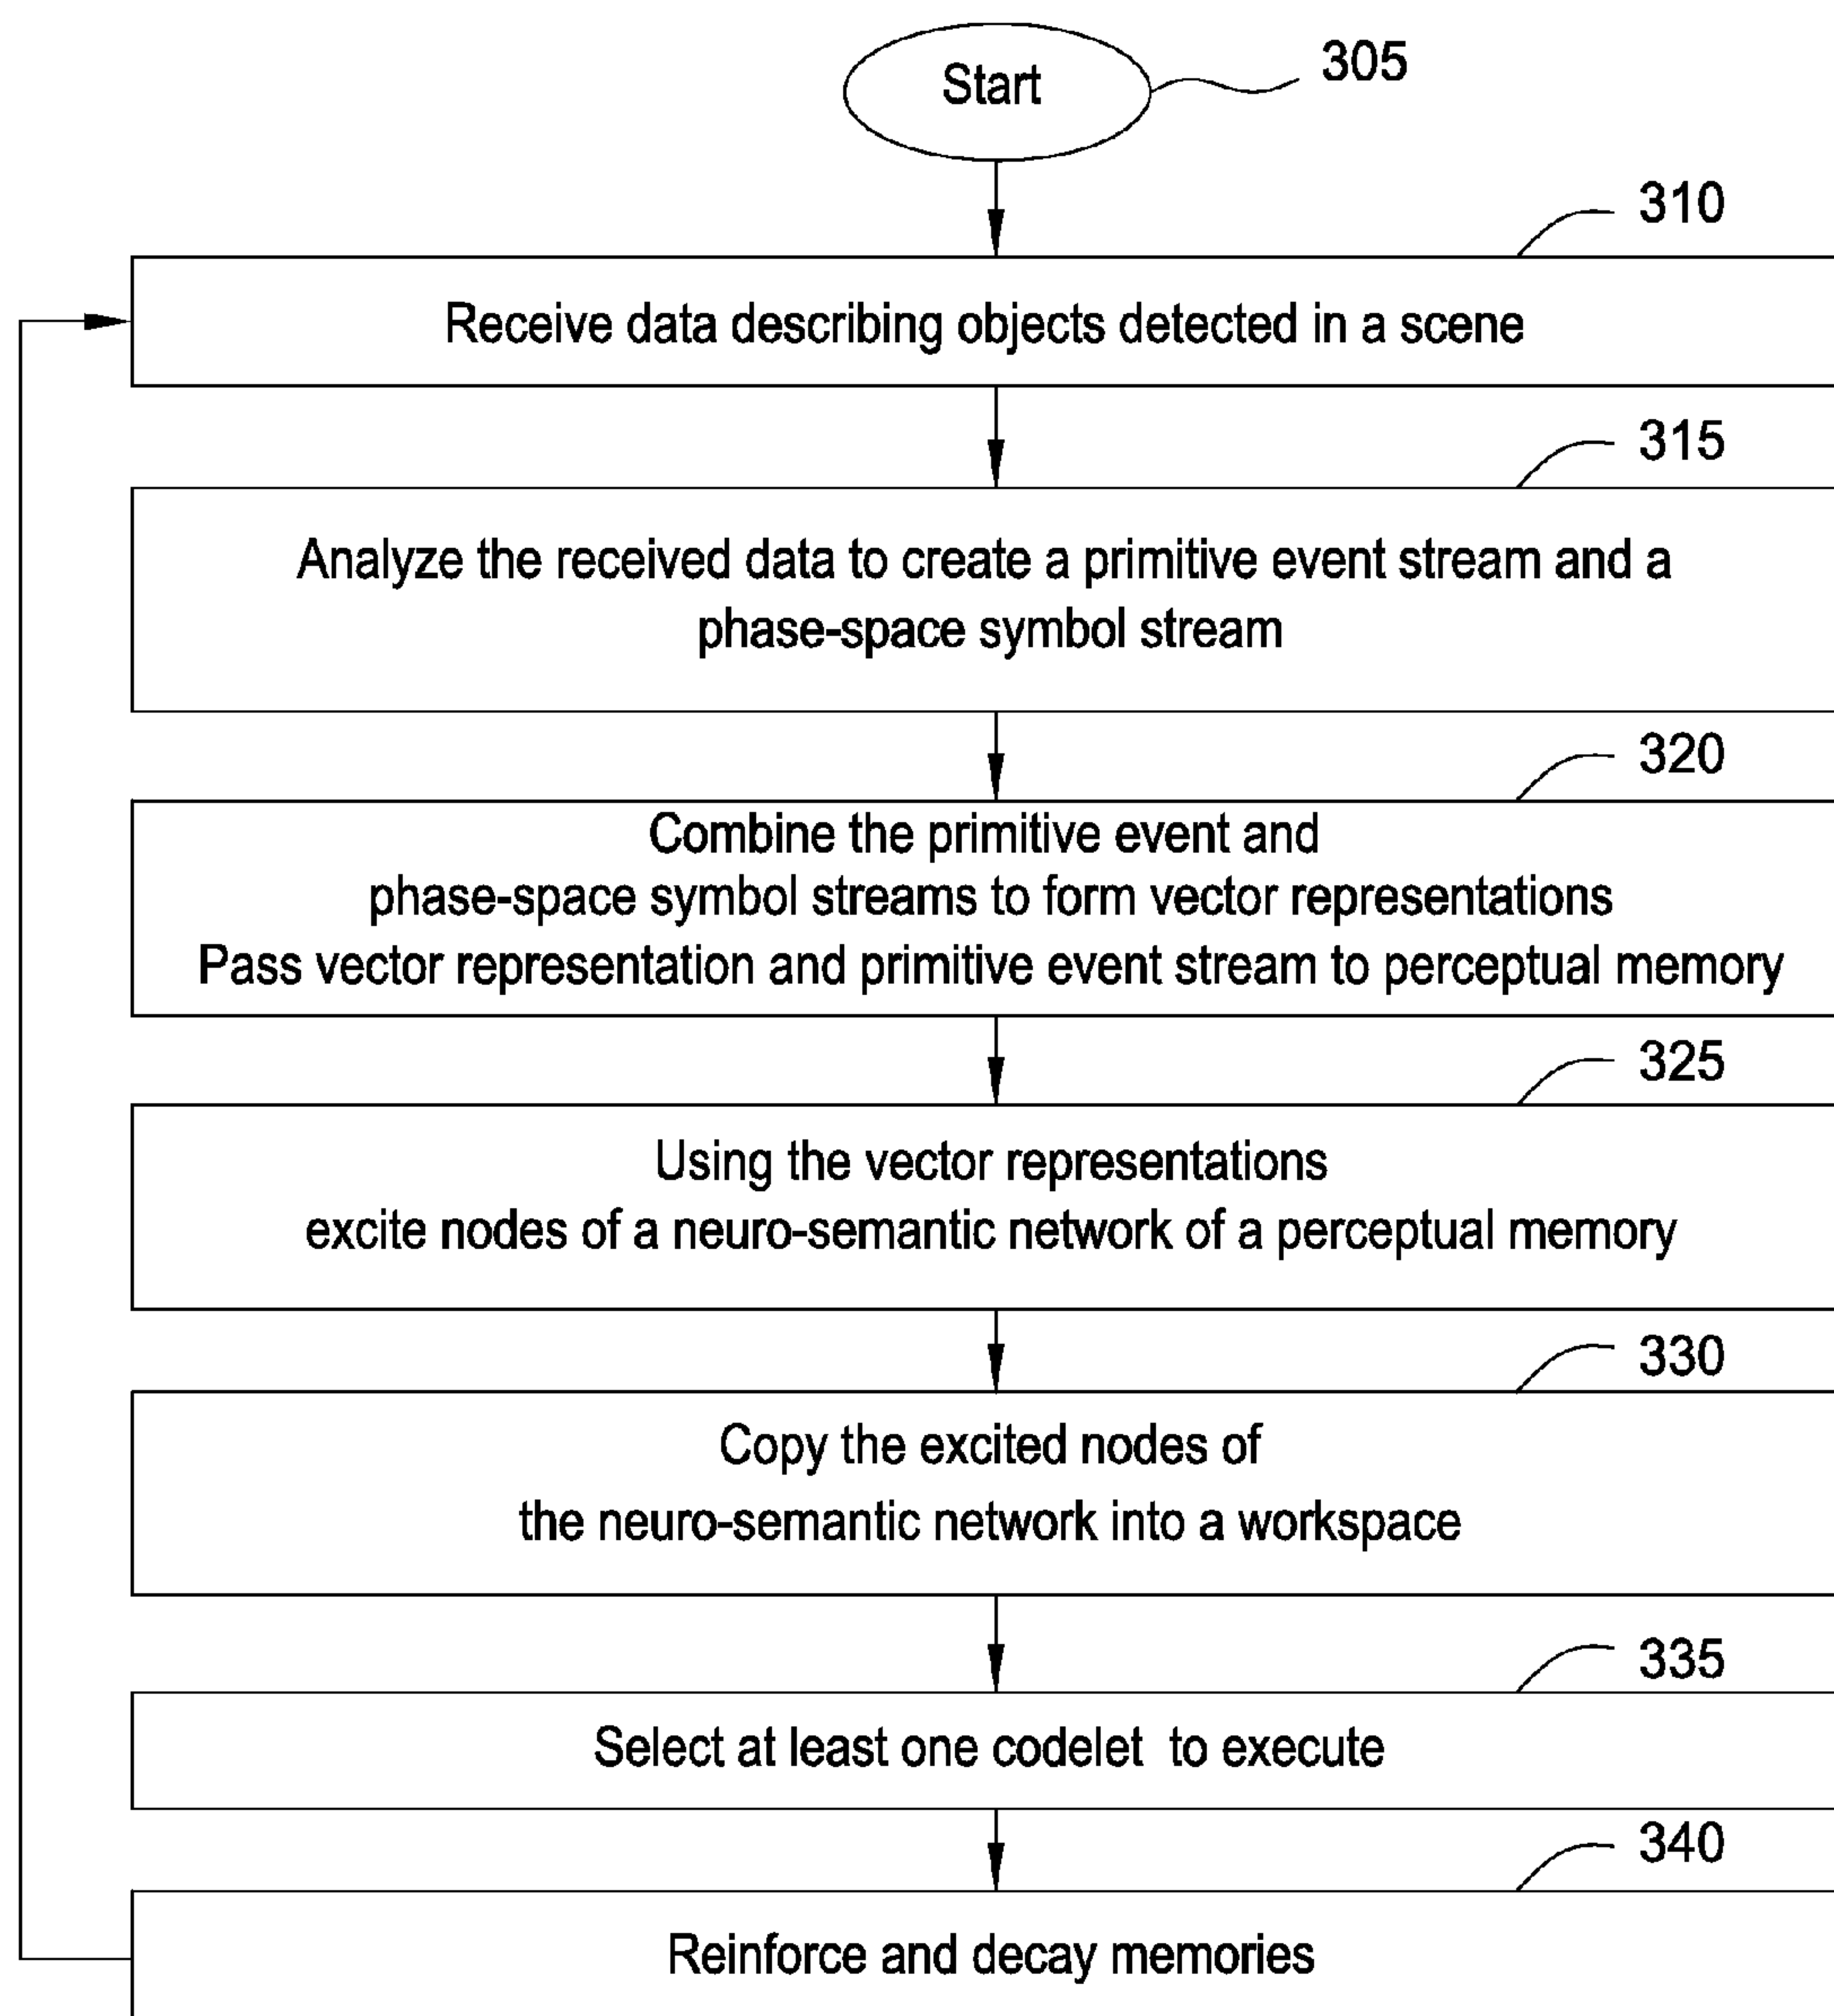 Start
305
310
Receive data describing objects detected in a scene
315
Analyze the received data to create a primitive event stream and a
phase-space symbol stream
320
Combine the primitive event and
phase-space symbol streams to form vector representations
Pass vector representation and primitive event stream to perceptual memory
325
Using the vector representations
excite nodes of a neuro-semantic network of a perceptual memory
330
Copy the excited nodes of
the neuro-semantic network into a workspace
335
Select at least one codelet to execute
340
Reinforce and decay memories